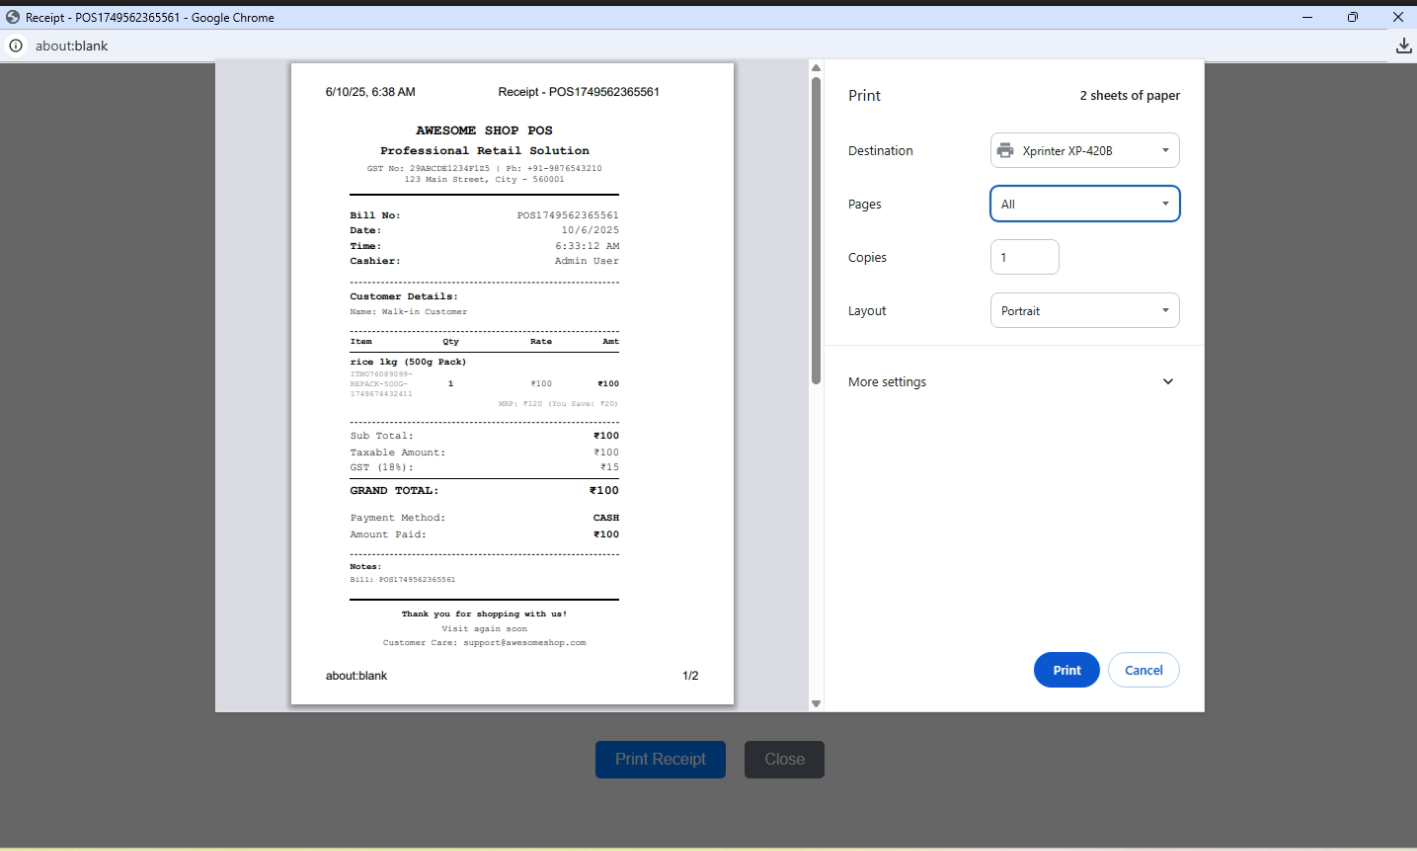 Receipt - POS1749562365561 - Google Chrome
about:blank
6/10/25, 6:38 AM Receipt - POS1749562365561
AWESOME SHOP POS
Professional Retail Solution
GST No: 29ABCDE1234F1Z5 | Ph: +91-9876543210
123 Main Street, City - 560001
Bill No: POS1749562365561
Date: 10/6/2025
Time: 6:33:12 AM
Cashier: Admin User
Customer Details:
Name: Walk-in Customer
Item Qty Rate Amt
rice 1kg (500g Pack)
ITM076089099-
REPACK-500G- 1 ₹100 ₹100
1748674432411
MRP: ₹120 (You Save: ₹20)
Sub Total: ₹100
Taxable Amount: ₹100
GST (18%): ₹15
GRAND TOTAL: ₹100
Payment Method: CASH
Amount Paid: ₹100
Notes:
Bill: POS1749562365561
Thank you for shopping with us!
Visit again soon
Customer Care: support@awesomeshop.com
about:blank 1/2
Print 2 sheets of paper
Destination Xprinter XP-420B
Pages All
Copies 1
Layout Portrait
More settings
Print Cancel
Print Receipt Close